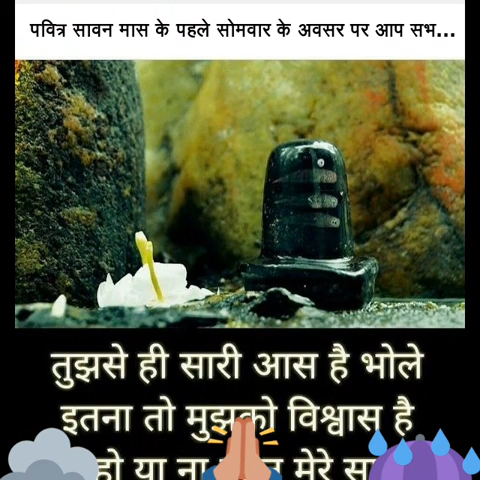 पवित्र सावन मास के पहले सोमवार के अवसर पर आप सभ...
तुझसे ही सारी आस है भोले
इतना तो मुझको विश्वास है
हो या ना मेरे